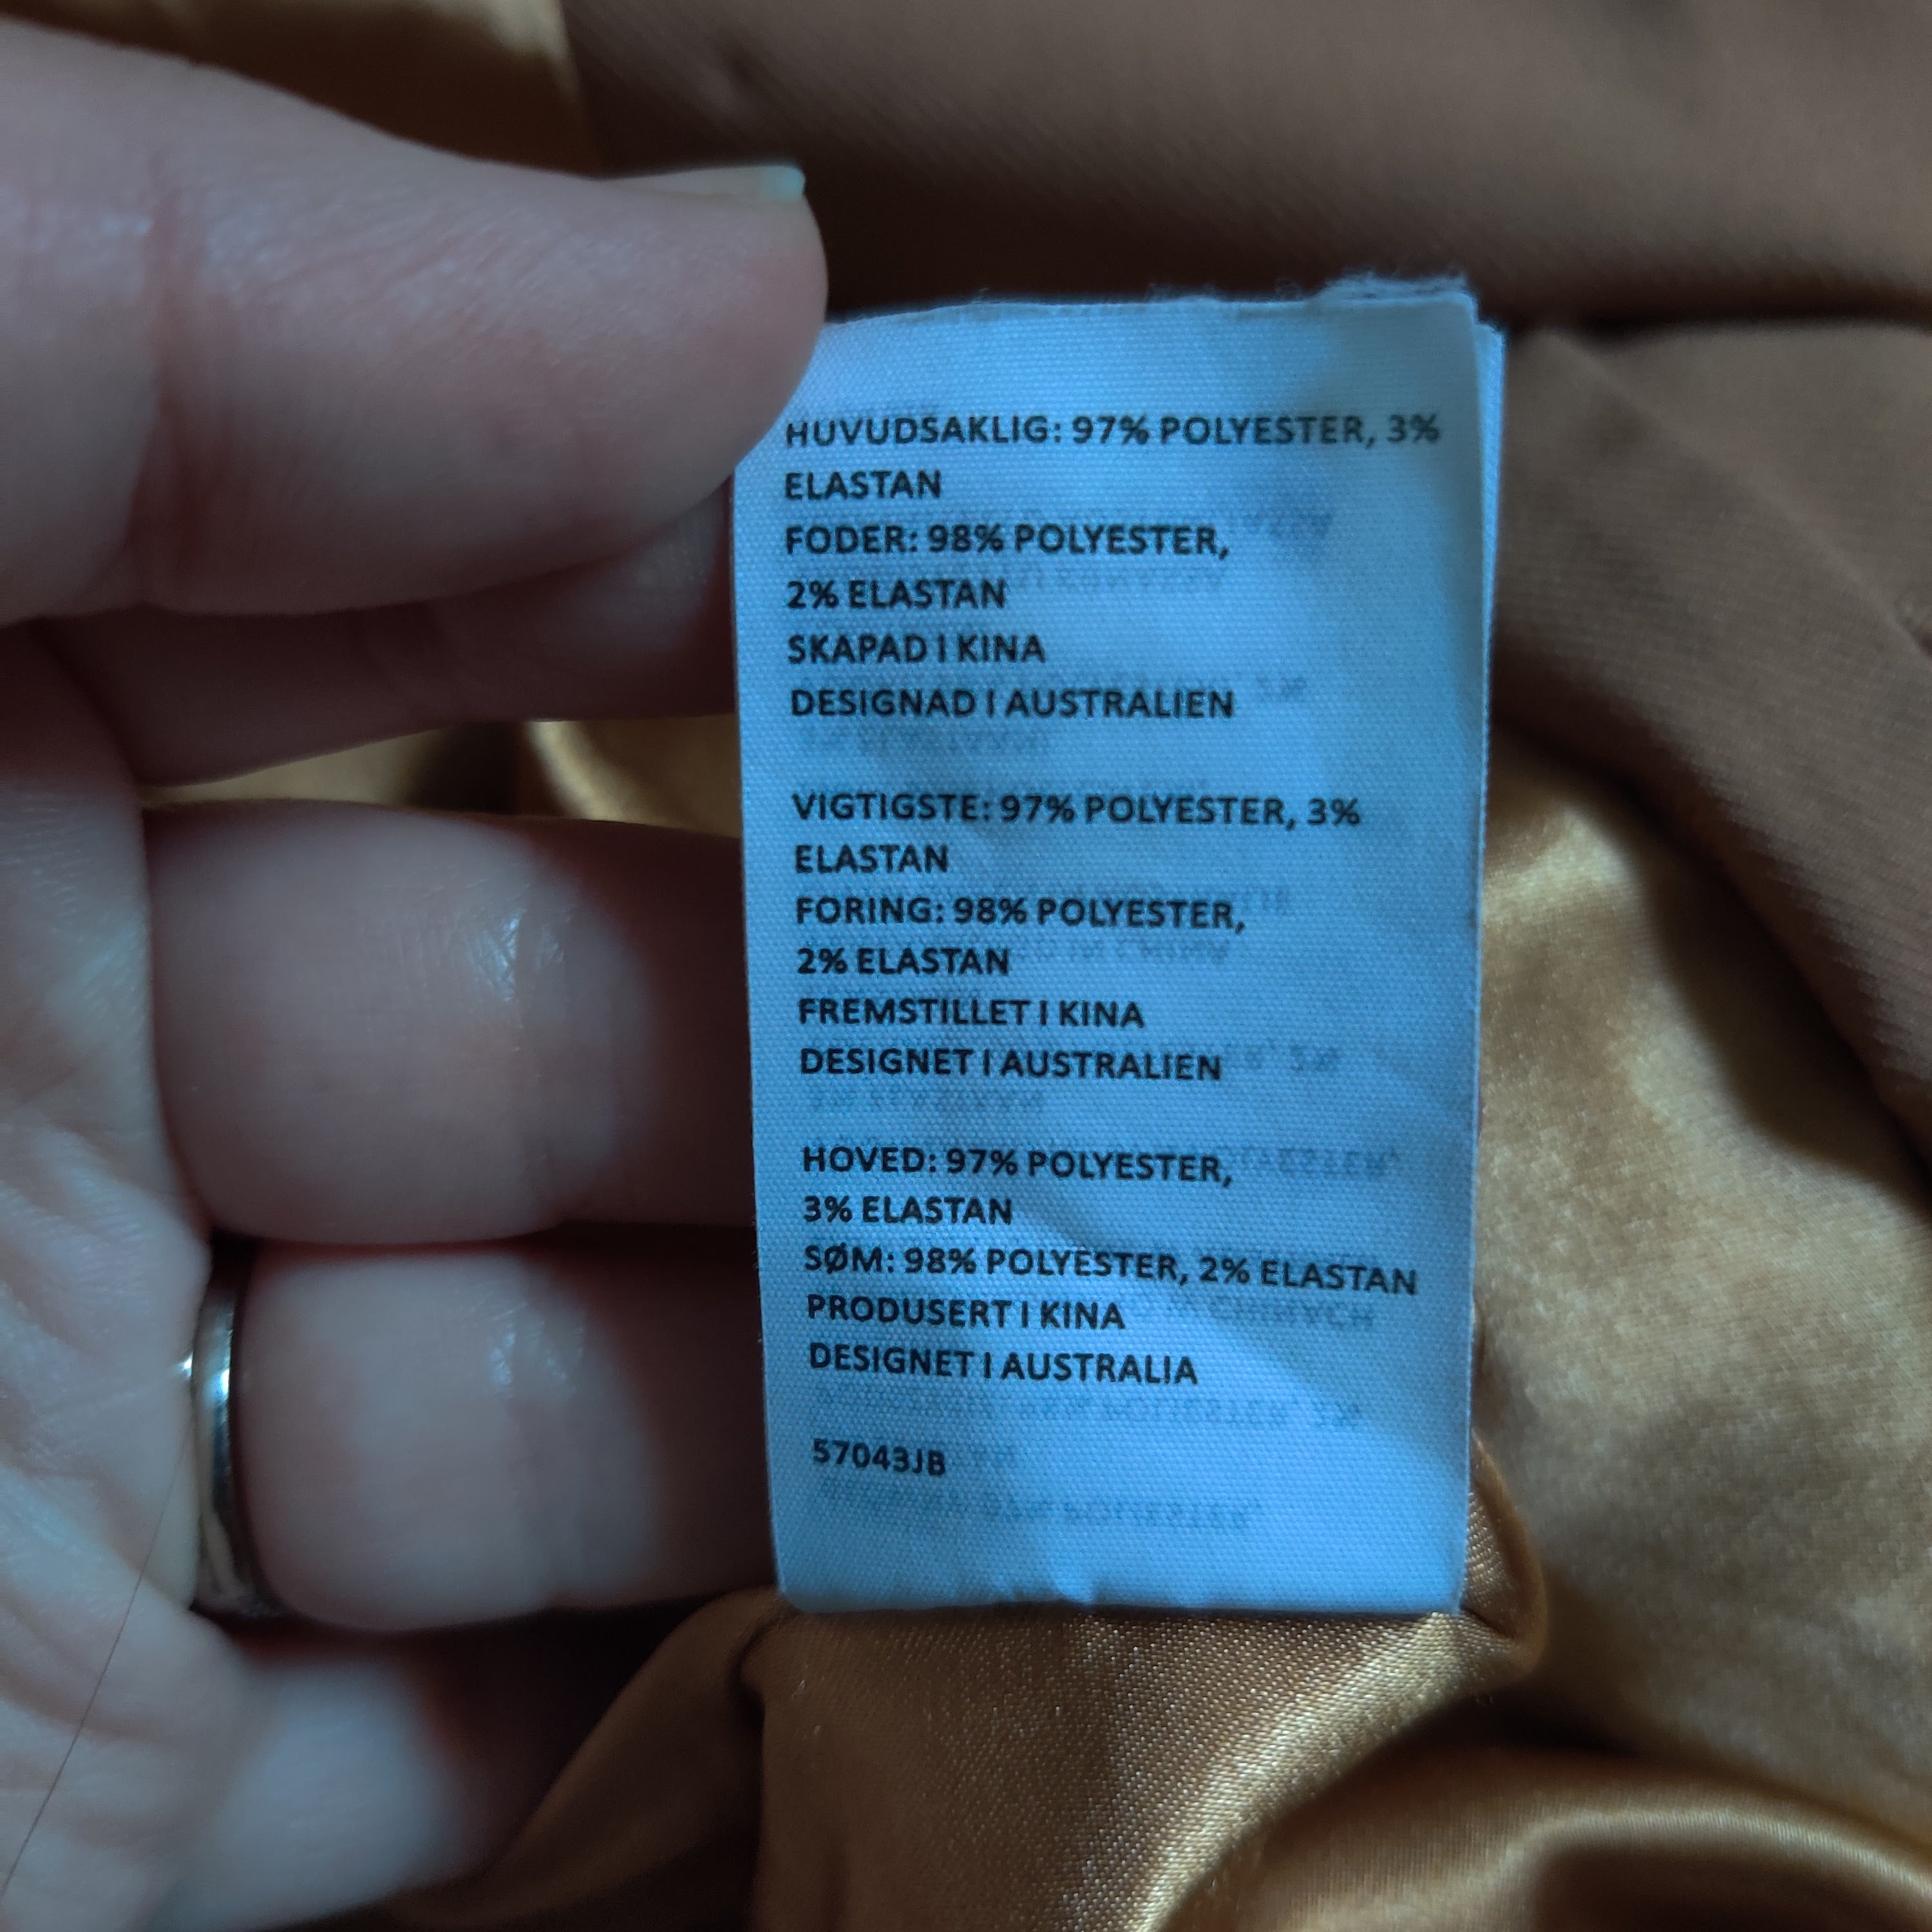 HUVUDSAKLIG: 97% POLYESTER, 3%
ELASTAN
FODER: 98% POLYESTER,
2% ELASTAN
SKAPAD I KINA
DESIGNAD I AUSTRALIEN
VIGTIGSTE: 97% POLYESTER, 3%
ELASTAN
FORING: 98% POLYESTER,
2% ELASTAN
FREMSTILLET I KINA
DESIGNET I AUSTRALIEN
HOVED: 97% POLYESTER,
3% ELASTAN
SØM: 98% POLYESTER, 2% ELASTAN
PRODUSERT I KINA
DESIGNET I AUSTRALIA
57043JB